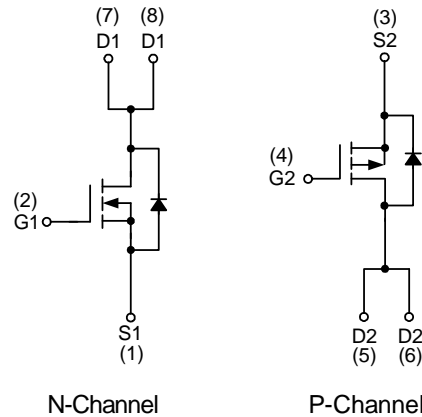 (7) (8)
D1 D1
(2)
G1
S1
(1)
N-Channel
(3)
S2
(4)
G2
D2 D2
(5) (6)
P-Channel